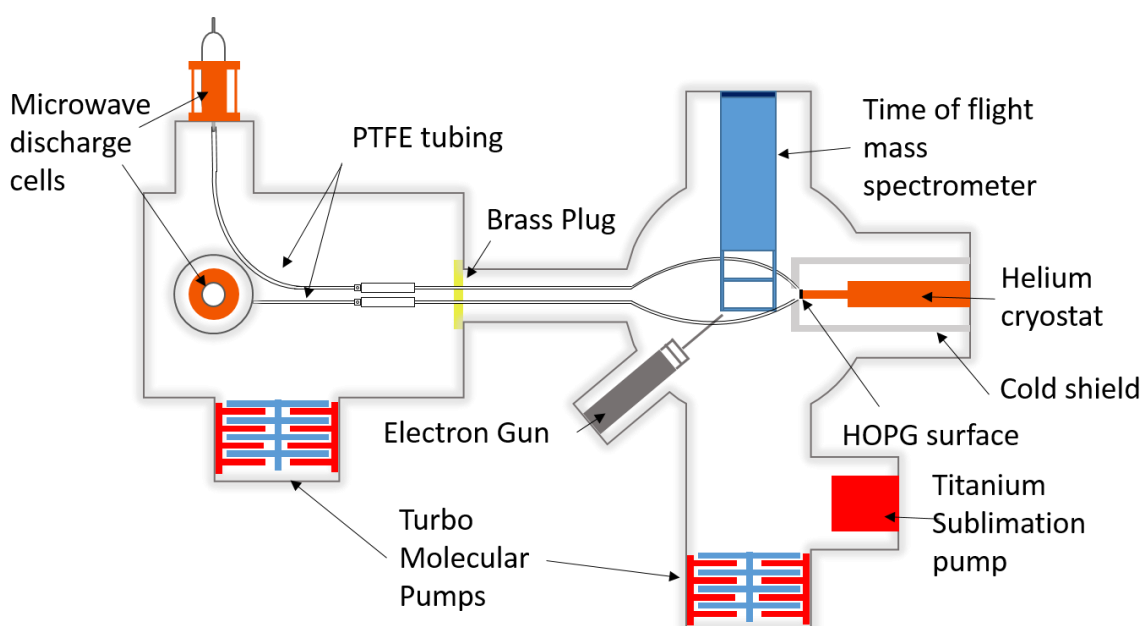 Microwave
discharge
cells
PTFE tubing
Brass Plug
Time of flight
mass
spectrometer
Helium
cryostat
Cold shield
HOPG surface
Electron Gun
Turbo
Molecular
Pumps
Titanium
Sublimation
pump